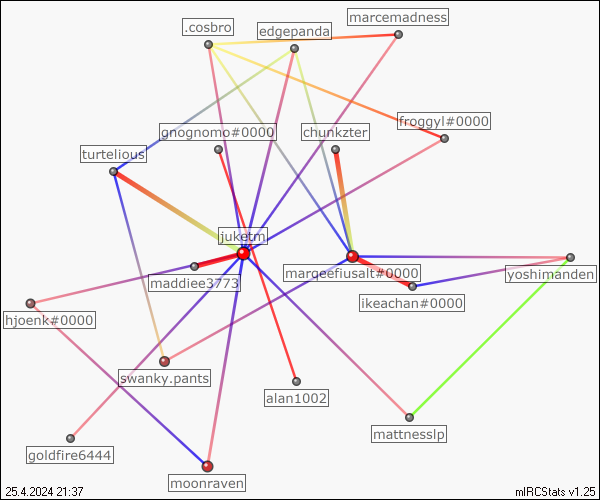 marcemadness
.cosbro
edgepanda
froggyl#0000
gnognomo#0000
chunkzter
turtelious
juketm
margeefiusalt#0000
yoshimanden
maddiee3773
ikeachan#0000
hjoenk#0000
swanky.pants
alan1002
mattnesslp
goldfire6444
moonraven
25.4.2024 21:37
mIRCStats v1.25